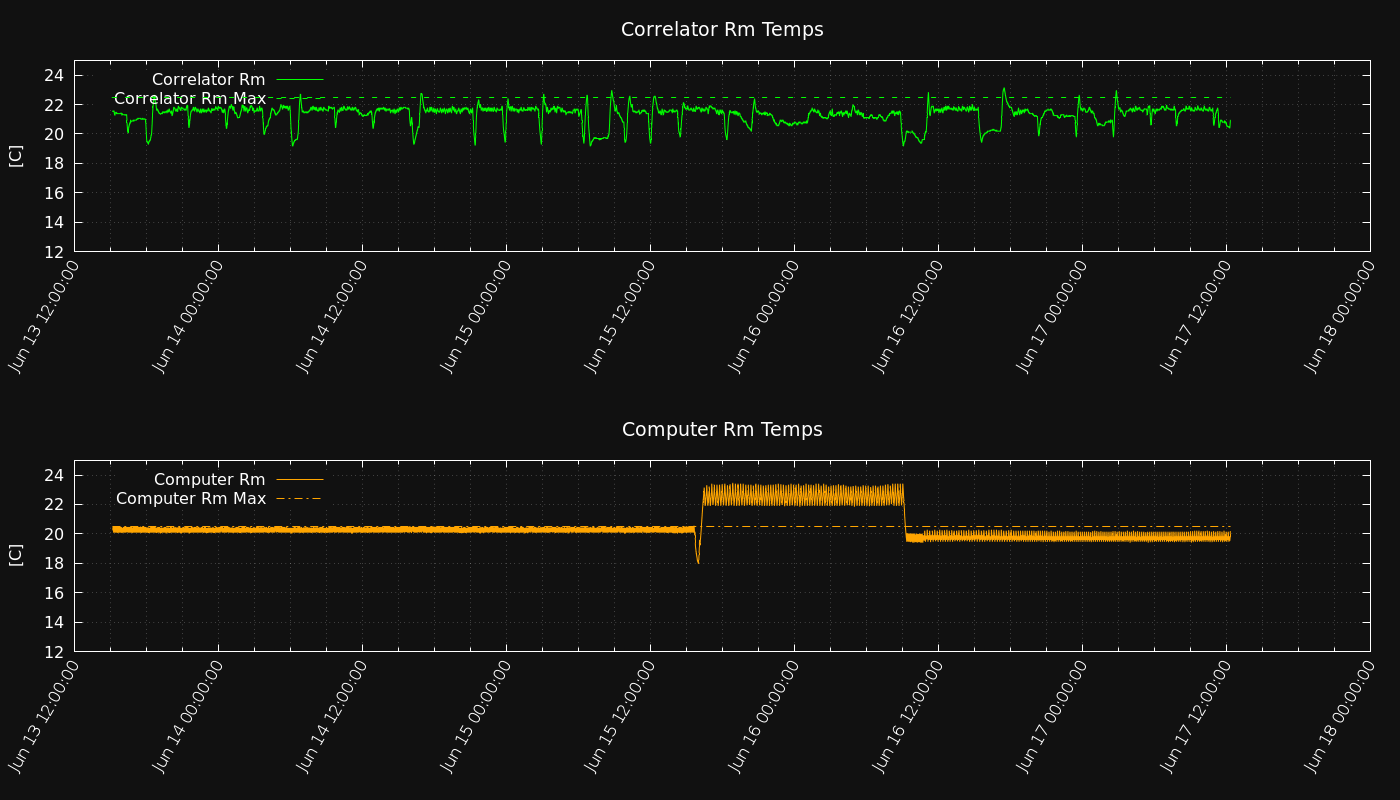 Correlator Rm Temps
Correlator Rm
Correlator Rm Max
24
22
20
18
16
14
12
[C]
Jun 13 12:00:00
Jun 14 00:00:00
Jun 14 12:00:00
Jun 15 00:00:00
Jun 15 12:00:00
Jun 16 00:00:00
Jun 16 12:00:00
Jun 17 00:00:00
Jun 17 12:00:00
Jun 18 00:00:00
Computer Rm Temps
Computer Rm
Computer Rm Max
24
22
20
18
16
14
12
[C]
Jun 13 12:00:00
Jun 14 00:00:00
Jun 14 12:00:00
Jun 15 00:00:00
Jun 15 12:00:00
Jun 16 00:00:00
Jun 16 12:00:00
Jun 17 00:00:00
Jun 17 12:00:00
Jun 18 00:00:00